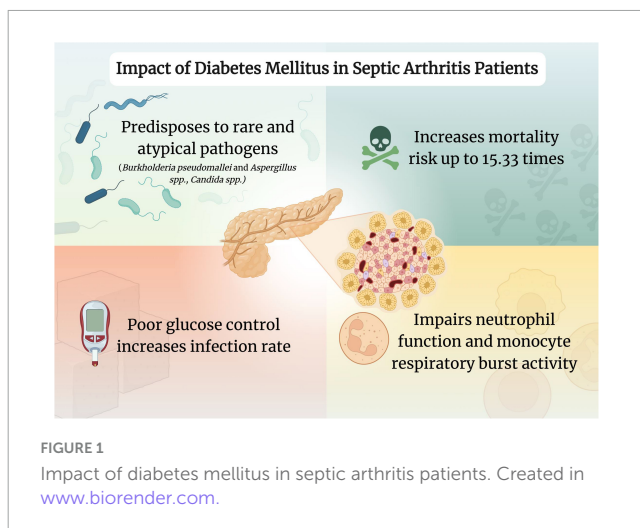 Impact of Diabetes Mellitus in Septic Arthritis Patients
Predisposes to rare and
atypical pathogens
(Burkholderia pseudomallei and Aspergillus
spp., Candida spp.)
Increases mortality
risk up to 15.33 times
Poor glucose control
increases infection rate
Impairs neutrophil
function and monocyte
respiratory burst activity
FIGURE 1
Impact of diabetes mellitus in septic arthritis patients. Created in
www.biorender.com.